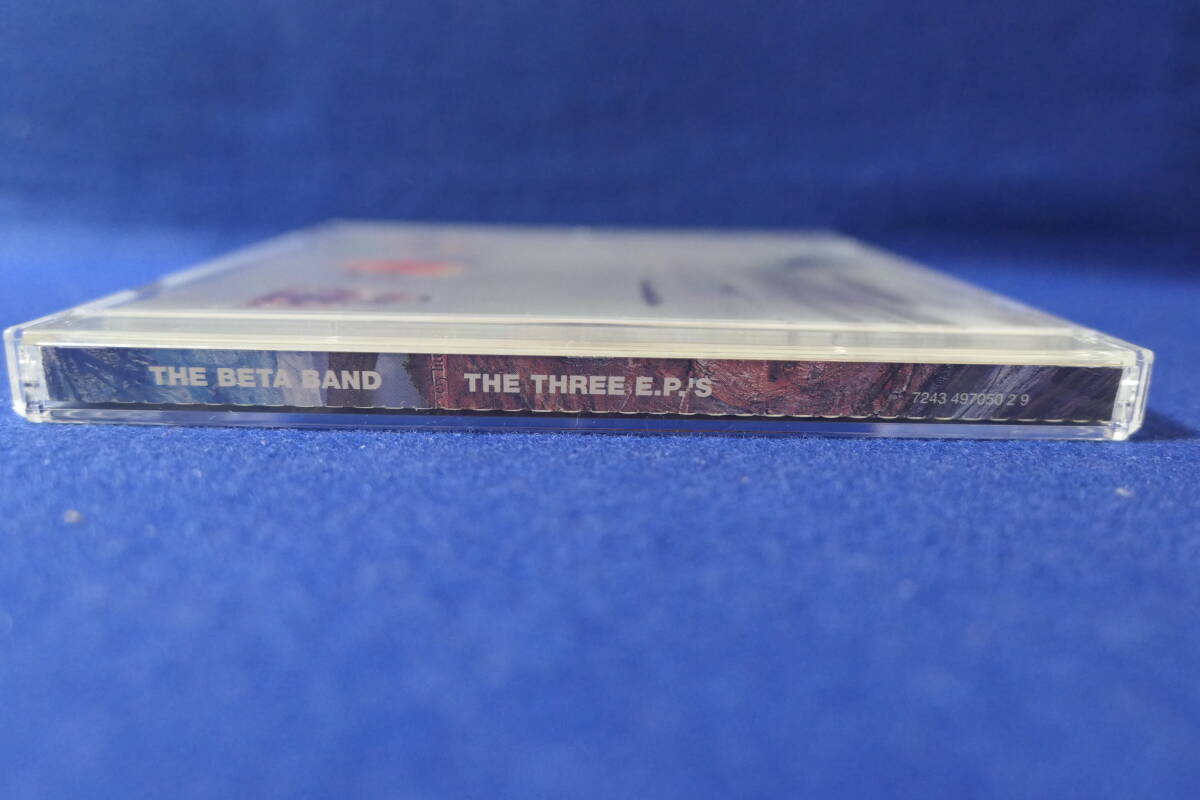 THE BETA BAND THE THREE E.P.'S 7243 497050 2 9